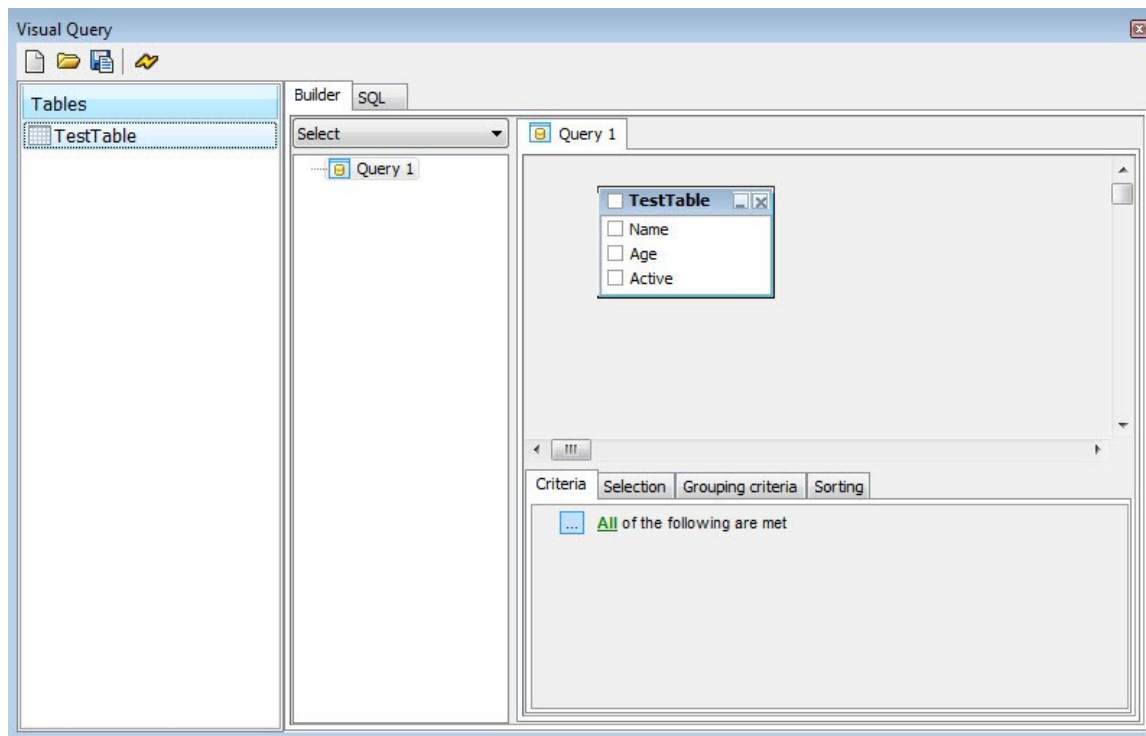 Visual Query
Tables
TestTable
Builder SQL
Select
Query 1
Query 1
TestTable
Name
Age
Active
Criteria Selection Grouping criteria Sorting
... All of the following are met